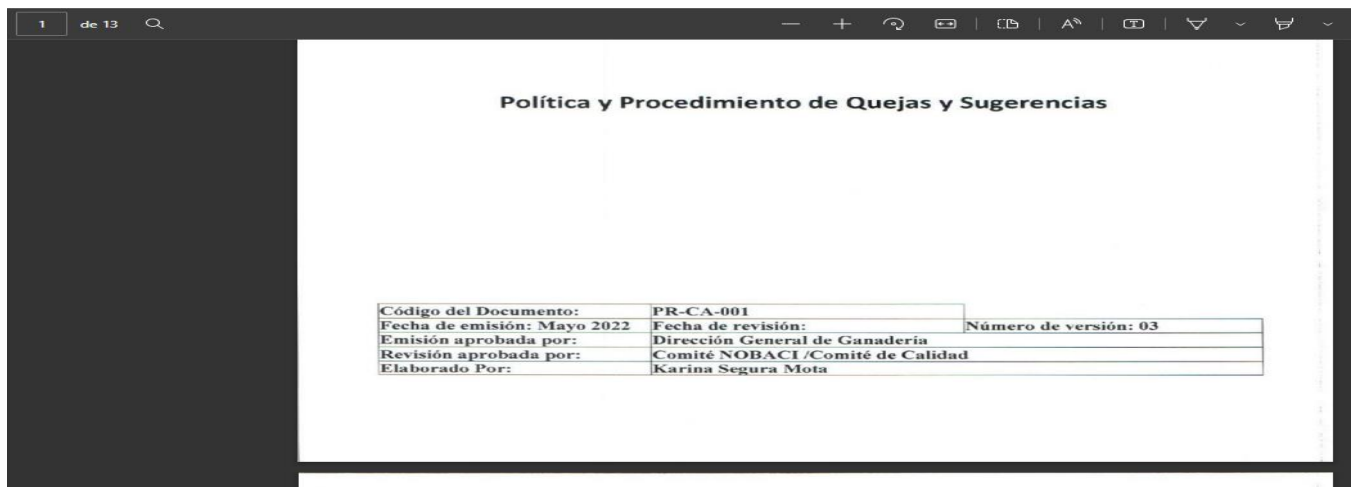 1 de 13
Política y Procedimiento de Quejas y Sugerencias
Código del Documento: PR-CA-001
Fecha de emisión: Mayo 2022 Fecha de revisión: Número de versión: 03
Emisión aprobada por: Dirección General de Ganadería
Revisión aprobada por: Comité NOBACI /Comité de Calidad
Elaborado Por: Karina Segura Mota